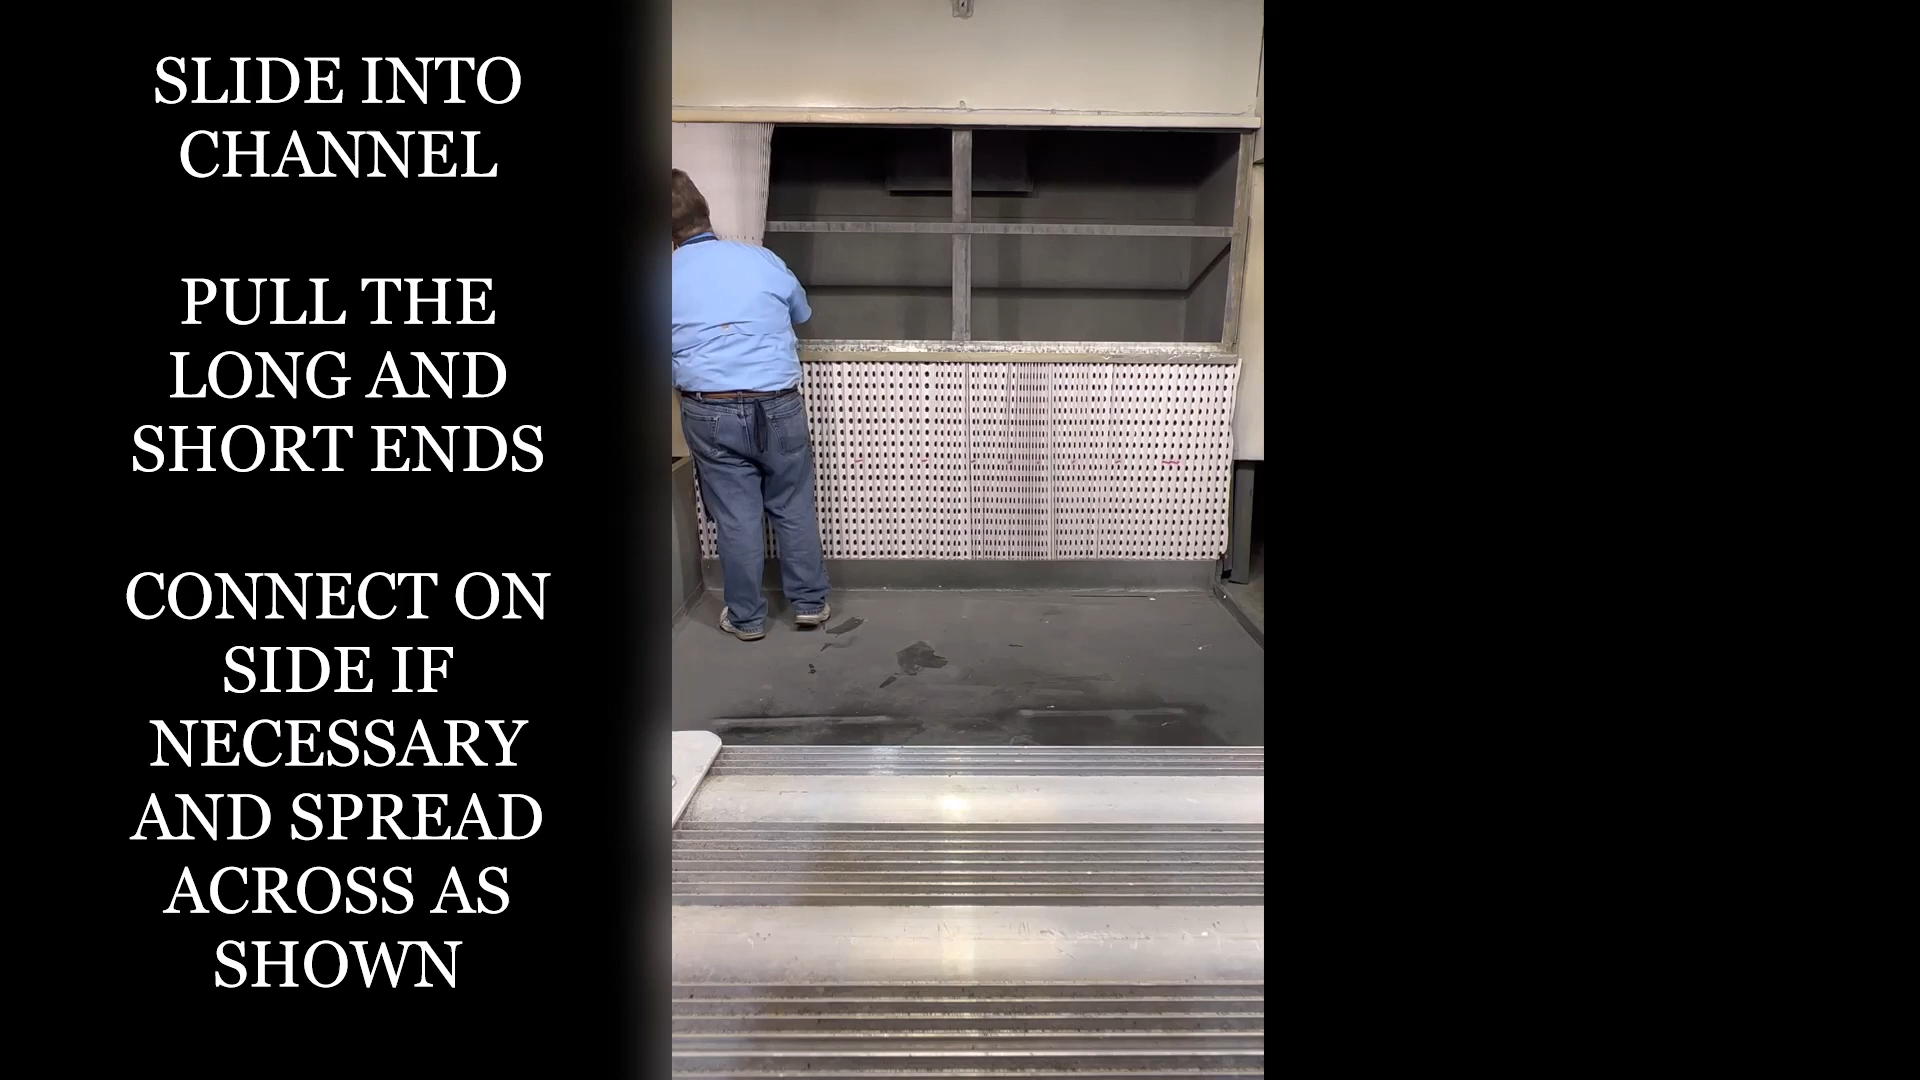 SLIDE INTO
CHANNEL
PULL THE
LONG AND
SHORT ENDS
CONNECT ON
SIDE IF
NECESSARY
AND SPREAD
ACROSS AS
SHOWN